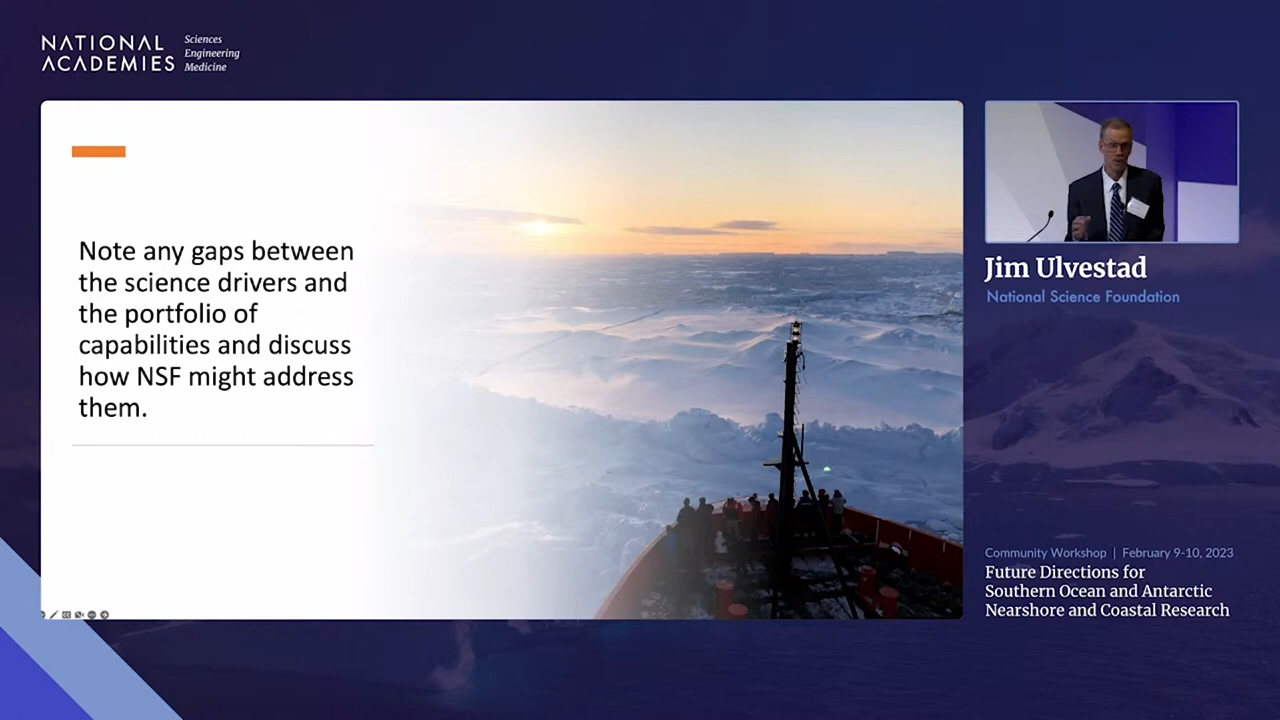 NATIONAL
ACADEMIES
Sciences
Engineering
Medicine
Note any gaps between
the science drivers and
the portfolio of
capabilities and discuss
how NSF might address
them.
Jim Ulvestad
National Science Foundation
Community Workshop | February 9-10, 2023
Future Directions for
Southern Ocean and Antarctic
Nearshore and Coastal Research